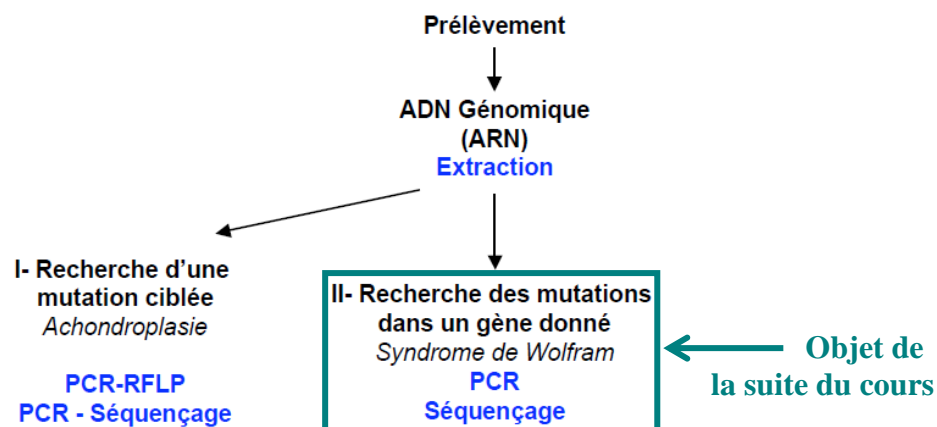 Prélèvement
ADN Génomique
(ARN)
Extraction
I- Recherche d'une
mutation ciblée
Achondroplasie
PCR-RFLP
PCR - Séquençage
II- Recherche des mutations
dans un gène donné
Syndrome de Wolfram
PCR
Séquençage
Objet de
la suite du cours